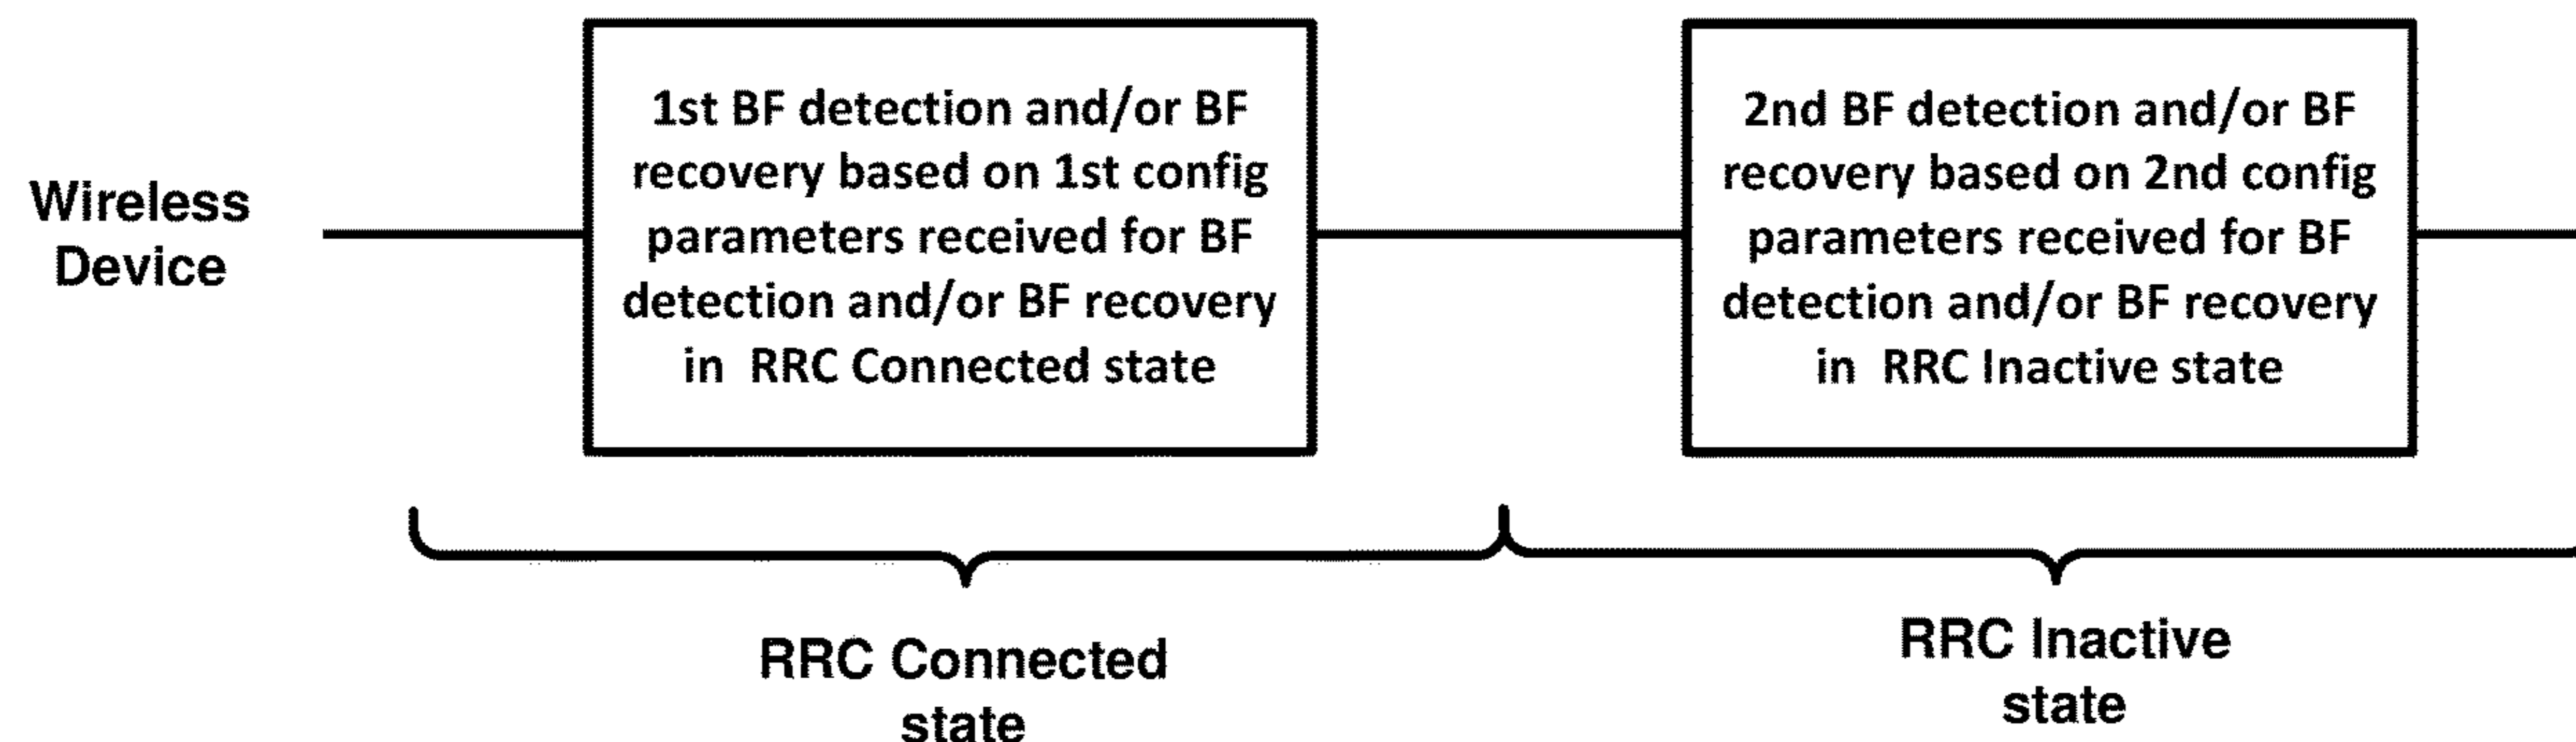 Wireless
Device
1st BF detection and/or BF
recovery based on 1st config
parameters received for BF
detection and/or BF recovery
in RRC Connected state
2nd BF detection and/or BF
recovery based on 2nd config
parameters received for BF
detection and/or BF recovery
in RRC Inactive state
RRC Connected
state
RRC Inactive
state